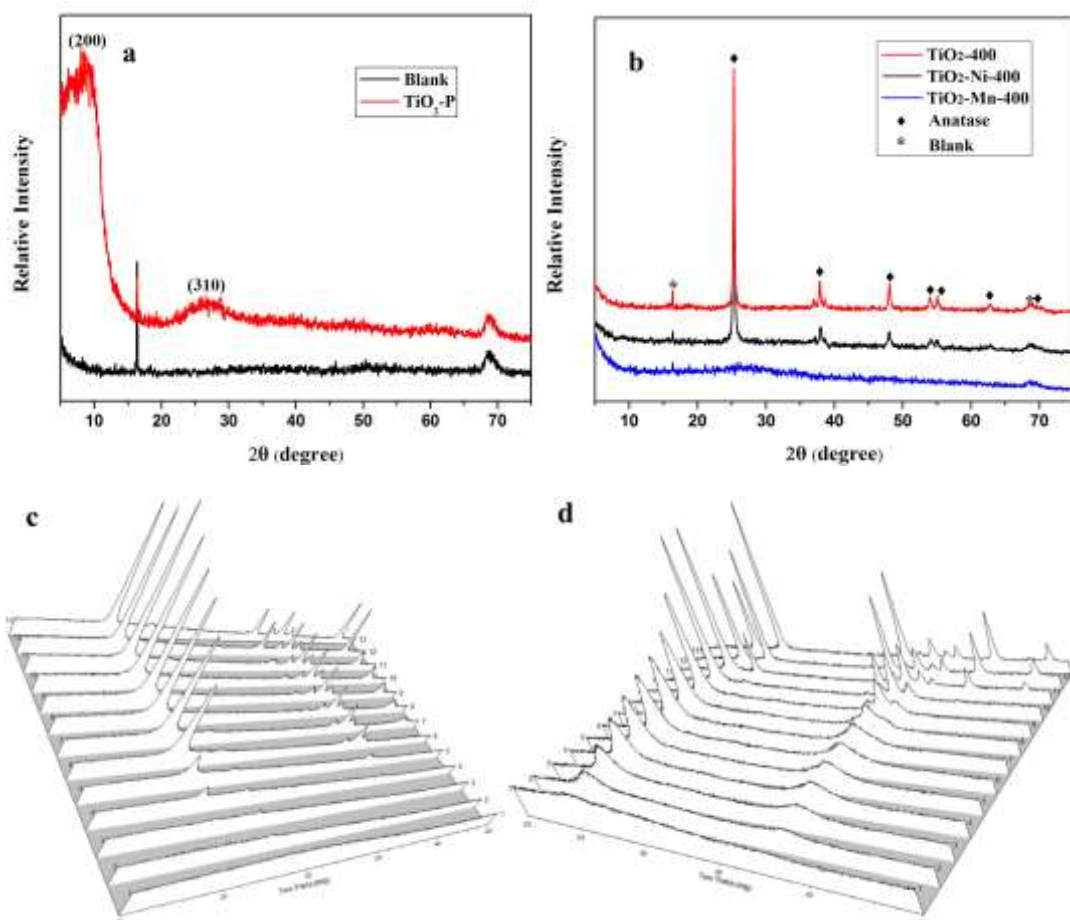 (200)
a
Blank
TiO2-P
(310)
Relative Intensity
10 20 30 40 50 60 70
2θ (degree)
b
TiO2-400
TiO2-Ni-400
TiO2-Mn-400
Anatase
Blank
Relative Intensity
10 20 30 40 50 60 70
2θ (degree)
c
d